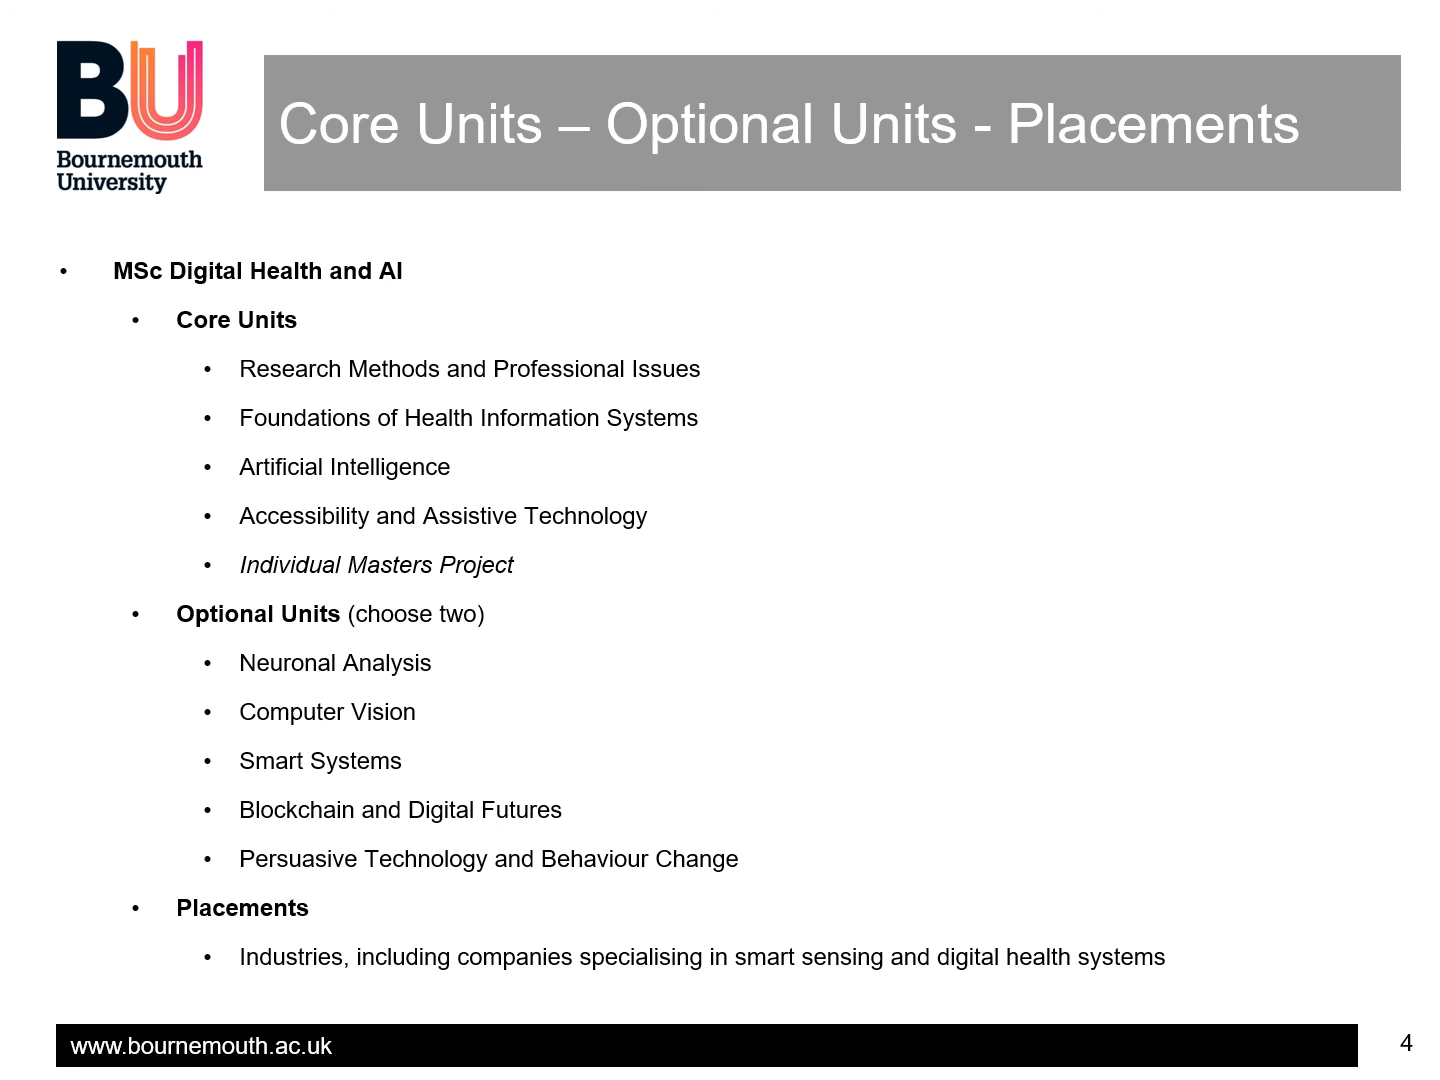 BU
Bournemouth
University
Core Units – Optional Units - Placements
• MSc Digital Health and AI
• Core Units
• Research Methods and Professional Issues
• Foundations of Health Information Systems
• Artificial Intelligence
• Accessibility and Assistive Technology
• Individual Masters Project
• Optional Units (choose two)
• Neuronal Analysis
• Computer Vision
• Smart Systems
• Blockchain and Digital Futures
• Persuasive Technology and Behaviour Change
• Placements
• Industries, including companies specialising in smart sensing and digital health systems
www.bournemouth.ac.uk
4